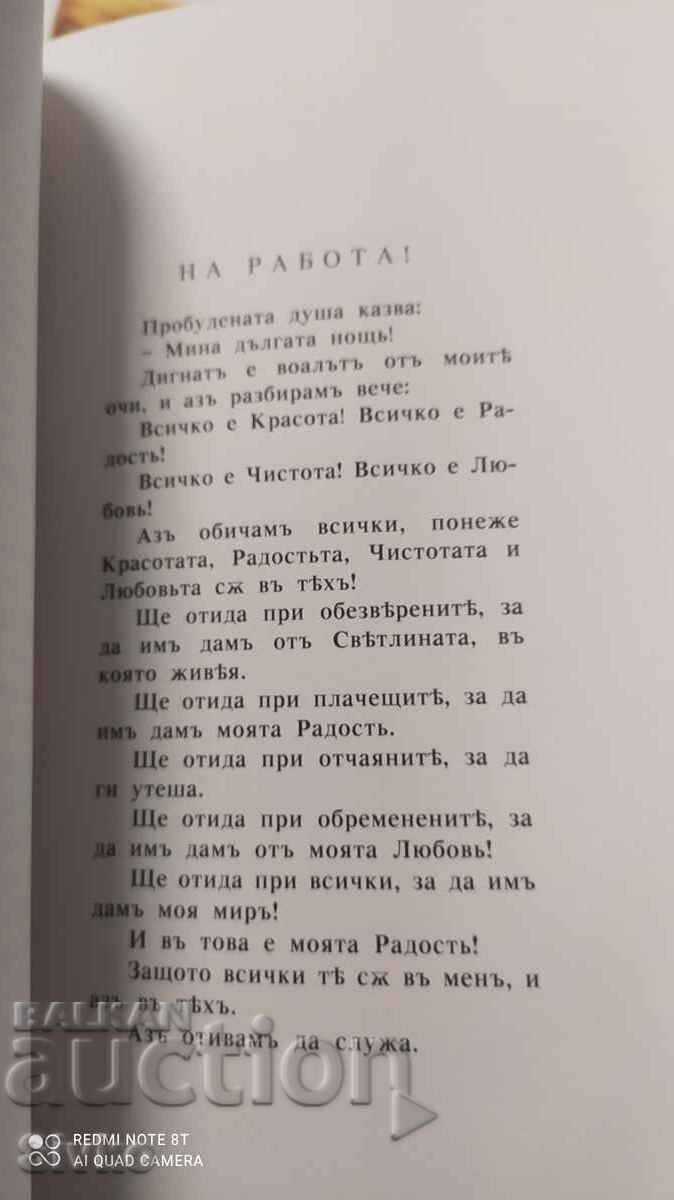 НА РАБОТА!
Пробудената душа казва:
– Мина дългата нощь!
Дигнатъ е воалътъ отъ моитѣ
очи, и азъ разбирамъ вече:
Всичко е Красота! Всичко е Ра-
дость!
Всичко е Чистота! Всичко е Лю-
бовь!
Азъ обичамъ всички, понеже
Красотата, Радостьта, Чистотата и
Любовьта сѫ въ тѣхъ!
Ще отида при обезвѣренитѣ, за
да имъ дамъ отъ Свѣтлината, въ
която живѣя.
Ще отида при плачещитѣ, за да
имъ дамъ моята Радость.
Ще отида при отчаянитѣ, за да
ги утеша.
Ще отида при обремененитѣ, за
да имъ дамъ отъ моята Любовь!
Ще отида при всички, за да имъ
дамъ моя миръ!
И въ това е моята Радость!
Защото всички тѣ сѫ въ менъ, и
азъ въ тѣхъ.
Азъ отивамъ да служа.
BALKAN
auction
REDMI NOTE 8T
AI QUAD CAMERA